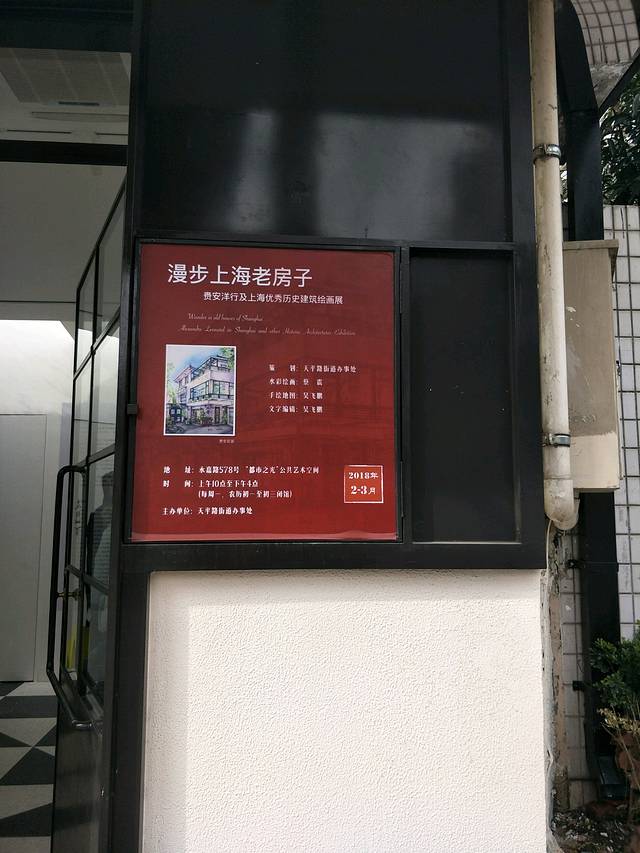 漫步上海老房子
赉安洋行及上海优秀历史建筑绘画展
Wander in old houses of Shanghai
Alexandre Leonard in Shanghai and other Historic Architectures Exhibition
策　　划：天平路街道办事处
水彩绘画：蔡　震
手绘地图：吴飞鹏
文字编辑：吴飞鹏
地　　址：永嘉路578号 “都市之光”公共艺术空间
时　　间：上午10点至下午4点
（每周一、农历初一至初三闭馆）
主办单位：天平路街道办事处
2018年
2-3月